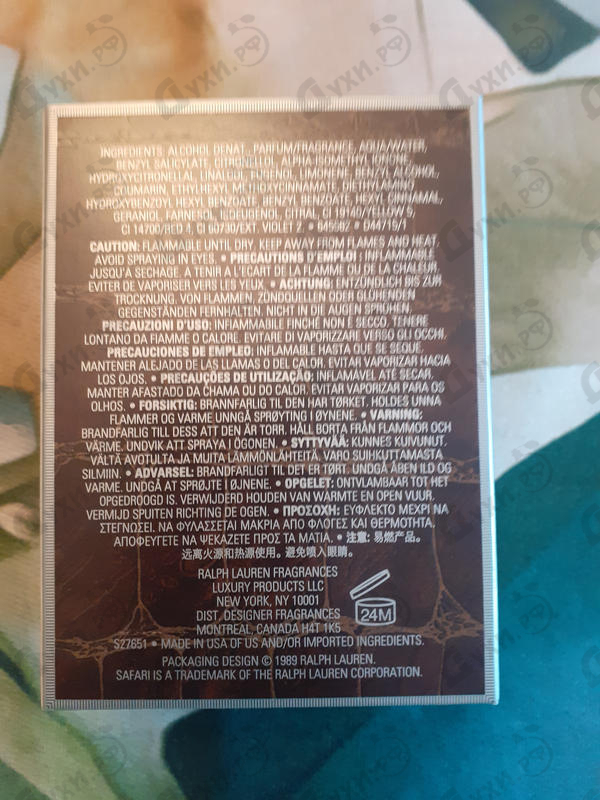 INGREDIENTS: ALCOHOL DENAT., PARFUM/FRAGRANCE, AQUA/WATER,
BENZYL SALICYLATE, CITRONELLOL, ALPHA-ISOMETHYL IONONE,
HYDROXYCITRONELLAL, LINALOOL, EUGENOL, LIMONENE, BENZYL ALCOHOL,
COUMARIN, ETHYLHEXYL METHOXYCINNAMATE, DIETHYLAMINO
HYDROXYBENZOYL HEXYL BENZOATE, BENZYL BENZOATE, HEXYL CINNAMAL,
GERANIOL, FARNESOL, ISOEUGENOL, CITRAL, CI 19140/YELLOW 5,
CI 14700/RED 4, CI 60730/EXT. VIOLET 2. • 945982 • D44715/1
CAUTION: FLAMMABLE UNTIL DRY. KEEP AWAY FROM FLAMES AND HEAT.
AVOID SPRAYING IN EYES. • PRECAUTIONS D'EMPLOI : INFLAMMABLE
JUSQU'A SECHAGE. A TENIR A L'ECART DE LA FLAMME OU DE LA CHALEUR.
EVITER DE VAPORISER VERS LES YEUX. • ACHTUNG: ENTZÜNDLICH BIS ZUR
TROCKNUNG. VON FLAMMEN, ZÜNDQUELLEN ODER GLÜHENDEN
GEGENSTÄNDEN FERNHALTEN. NICHT IN DIE AUGEN SPRÜHEN.
PRECAUZIONI D'USO: INFIAMMABILE FINCHÉ NON È SECCO. TENERE
LONTANO DA FIAMME O CALORE. EVITARE DI VAPORIZZARE VERSO GLI OCCHI.
PRECAUCIONES DE EMPLEO: INFLAMABLE HASTA QUE SE SEQUE.
MANTENER ALEJADO DE LAS LLAMAS O DEL CALOR. EVITAR VAPORIZAR HACIA
LOS OJOS. • PRECAUÇÕES DE UTILIZAÇÃO: INFLAMÁVEL ATÉ SECAR.
MANTER AFASTADO DA CHAMA OU DO CALOR. EVITAR VAPORIZAR PARA OS
OLHOS. • FORSIKTIG: BRANNFARLIG TIL DEN HAR TØRKET. HOLDES UNNA
FLAMMER OG VARME UNNGÅ SPRØYTING I ØYNENE. • VARNING:
BRANDFARLIG TILL DESS ATT DEN ÄR TORR. HÅLL BORTA FRÅN FLAMMOR OCH
VÄRME. UNDVIK ATT SPRAYA I ÖGONEN. • SYTTYVÄÄ: KUNNES KUIVUNUT.
VÄLTÄ AVOTULTA JA MUITA LÄMMÖNLÄHTEITÄ. VARO SUIHKUTTAMASTA
SILMIIN. • ADVARSEL: BRANDFARLIGT TIL DET ER TØRT. UNDGÅ ÅBEN ILD OG
VARME. UNDGÅ AT SPRØJTE I ØJNENE. • OPGELET: ONTVLAMBAAR TOT HET
OPGEDROOGD IS. VERWIJDERD HOUDEN VAN WARMTE EN OPEN VUUR.
VERMIJD SPUITEN RICHTING DE OGEN. • ΠΡΟΣΟΧΗ: ΕΥΦΛΕΚΤΟ ΜΕΧΡΙ ΝΑ
ΣΤΕΓΝΩΣΕΙ. ΝΑ ΦΥΛΑΣΣΕΤΑΙ ΜΑΚΡΙΑ ΑΠΟ ΦΛΟΓΕΣ ΚΑΙ ΘΕΡΜΟΤΗΤΑ.
ΑΠΟΦΕΥΓΕΤΕ ΝΑ ΨΕΚΑΖΕΤΕ ΠΡΟΣ ΤΑ ΜΑΤΙΑ. • 注意: 易燃产品。
远离火源和热源使用。避免喷入眼睛。
RALPH LAUREN FRAGRANCES
LUXURY PRODUCTS LLC
NEW YORK, NY 10001
DIST. DESIGNER FRAGRANCES
MONTREAL, CANADA H4T 1K5
24M
S27651 • MADE IN USA OF US AND/OR IMPORTED INGREDIENTS.
PACKAGING DESIGN © 1989 RALPH LAUREN.
SAFARI IS A TRADEMARK OF THE RALPH LAUREN CORPORATION.
Духи.рф